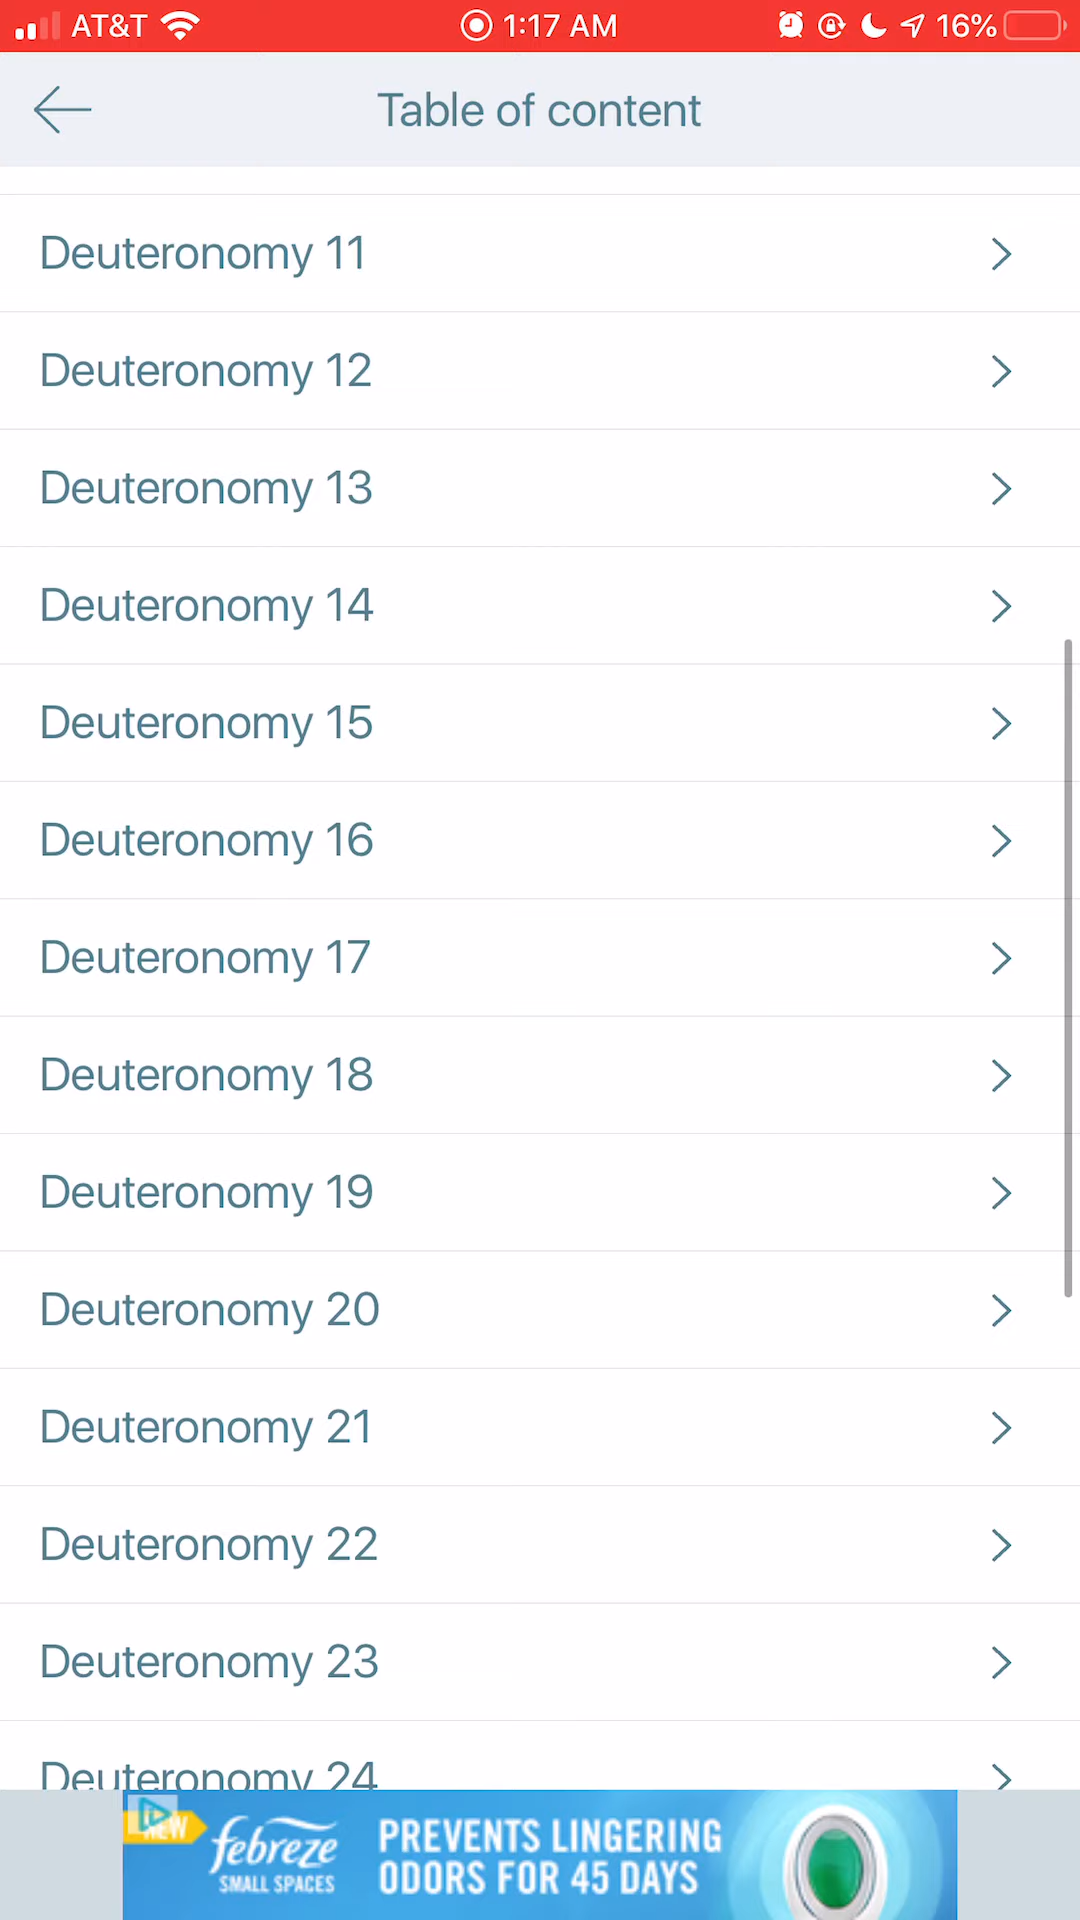 AT&T 1:17 AM 16%
Table of content
Deuteronomy 11
Deuteronomy 12
Deuteronomy 13
Deuteronomy 14
Deuteronomy 15
Deuteronomy 16
Deuteronomy 17
Deuteronomy 18
Deuteronomy 19
Deuteronomy 20
Deuteronomy 21
Deuteronomy 22
Deuteronomy 23
Deuteronomy 24
NEW
febreze
SMALL SPACES
PREVENTS LINGERING
ODORS FOR 45 DAYS